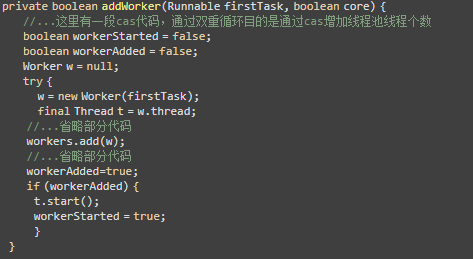 private boolean addWorker(Runnable firstTask, boolean core) {
//...这里有一段cas代码，通过双重循环目的是通过cas增加线程池线程个数
boolean workerStarted = false;
boolean workerAdded = false;
Worker w = null;
try {
w = new Worker(firstTask);
final Thread t = w.thread;
//...省略部分代码
workers.add(w);
//...省略部分代码
workerAdded=true;
if (workerAdded) {
t.start();
workerStarted = true;
}
}